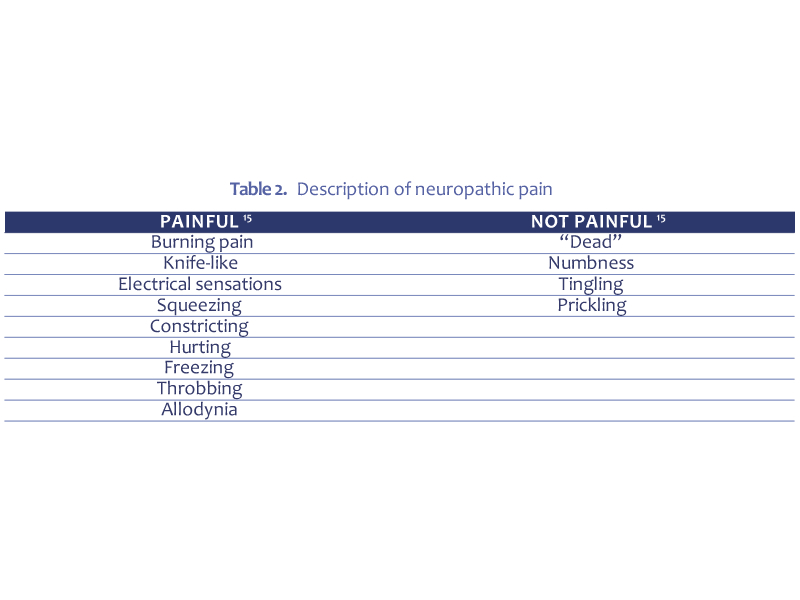 Table 2. Description of neuropathic pain
PAINFUL 15 NOT PAINFUL 15
Burning pain “Dead”
Knife-like Numbness
Electrical sensations Tingling
Squeezing Prickling
Constricting
Hurting
Freezing
Throbbing
Allodynia